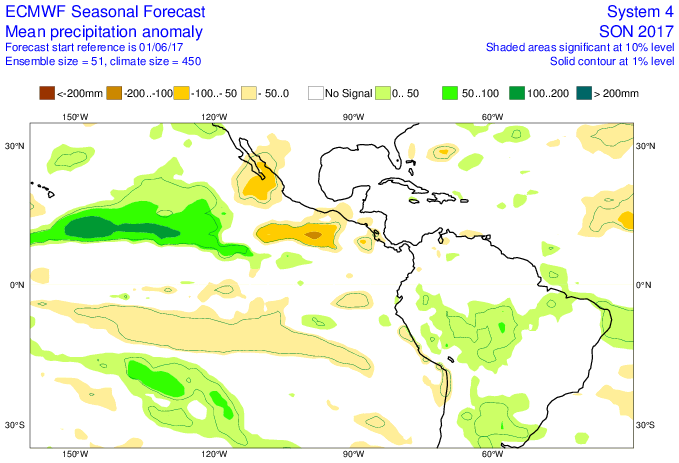 ECMWF Seasonal Forecast
System 4
Mean precipitation anomaly
SON 2017
Forecast start reference is 01/06/17
Shaded areas significant at 10% level
Ensemble size = 51, climate size = 450
Solid contour at 1% level
<-200mm -200..-100 -100..- 50 - 50..0 No Signal 0.. 50 50..100 100..200 > 200mm
150°W 120°W 90°W 60°W
30°N 30°N
0°N 0°N
30°S 30°S
150°W 120°W 90°W 60°W